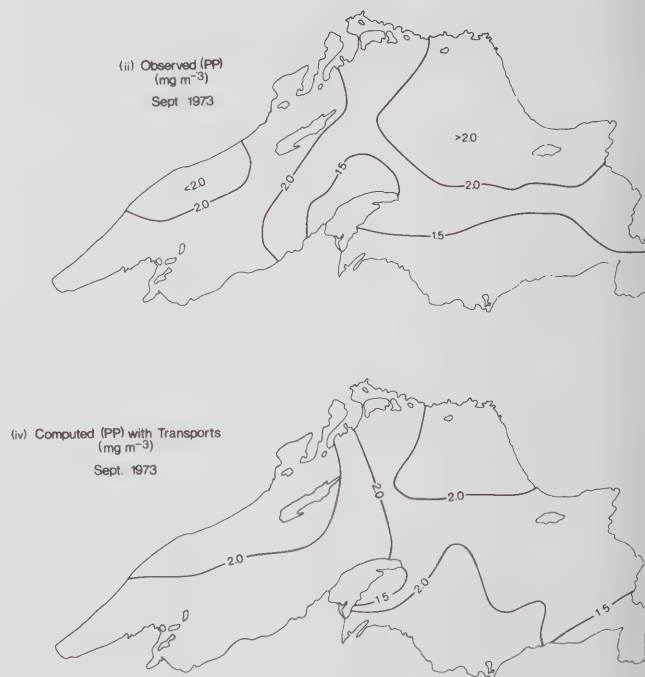 (ii) Observed (PP)
(mg m⁻³)
Sept 1973
<2.0
2.0
2.0
1.5
>2.0
2.0
1.5
(iv) Computed (PP) with Transports
(mg m⁻³)
Sept. 1973
2.0
2.0
2.0
1.5
2.0
1.5